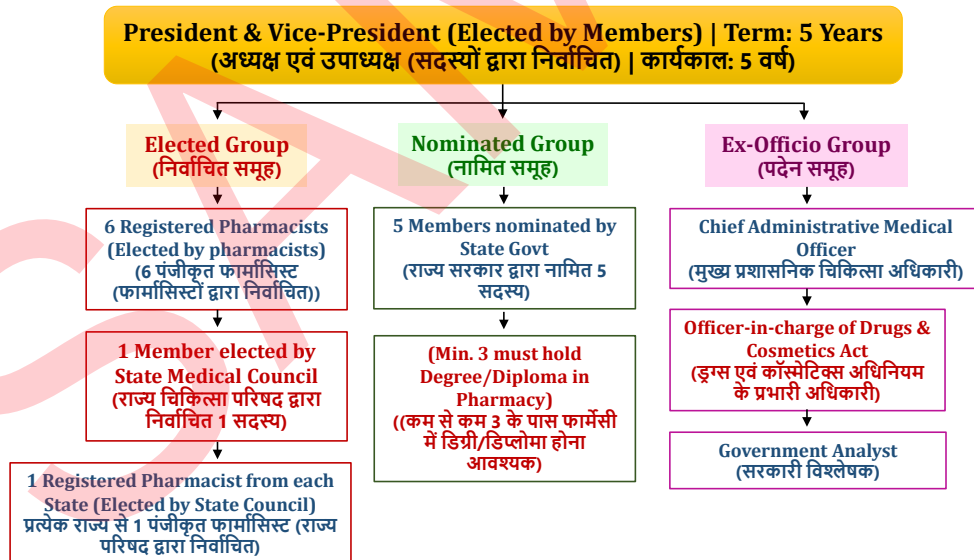 President & Vice-President (Elected by Members) | Term: 5 Years
(अध्यक्ष एवं उपाध्यक्ष (सदस्यों द्वारा निर्वाचित) | कार्यकाल: 5 वर्ष)
Elected Group
(निर्वाचित समूह)
6 Registered Pharmacists
(Elected by pharmacists)
(6 पंजीकृत फार्मासिस्ट
(फार्मासिस्टों द्वारा निर्वाचित))
1 Member elected by
State Medical Council
(राज्य चिकित्सा परिषद द्वारा
निर्वाचित 1 सदस्य)
1 Registered Pharmacist from each
State (Elected by State Council)
प्रत्येक राज्य से 1 पंजीकृत फार्मासिस्ट (राज्य
परिषद द्वारा निर्वाचित)
Nominated Group
(नामित समूह)
5 Members nominated by
State Govt
(राज्य सरकार द्वारा नामित 5
सदस्य)
(Min. 3 must hold
Degree/Diploma in
Pharmacy)
((कम से कम 3 के पास फार्मेसी
में डिग्री/डिप्लोमा होना
आवश्यक)
Ex-Officio Group
(पदेन समूह)
Chief Administrative Medical
Officer
(मुख्य प्रशासनिक चिकित्सा अधिकारी)
Officer-in-charge of Drugs &
Cosmetics Act
(ड्रग्स एवं कॉस्मेटिक्स अधिनियम
के प्रभारी अधिकारी)
Government Analyst
(सरकारी विश्लेषक)